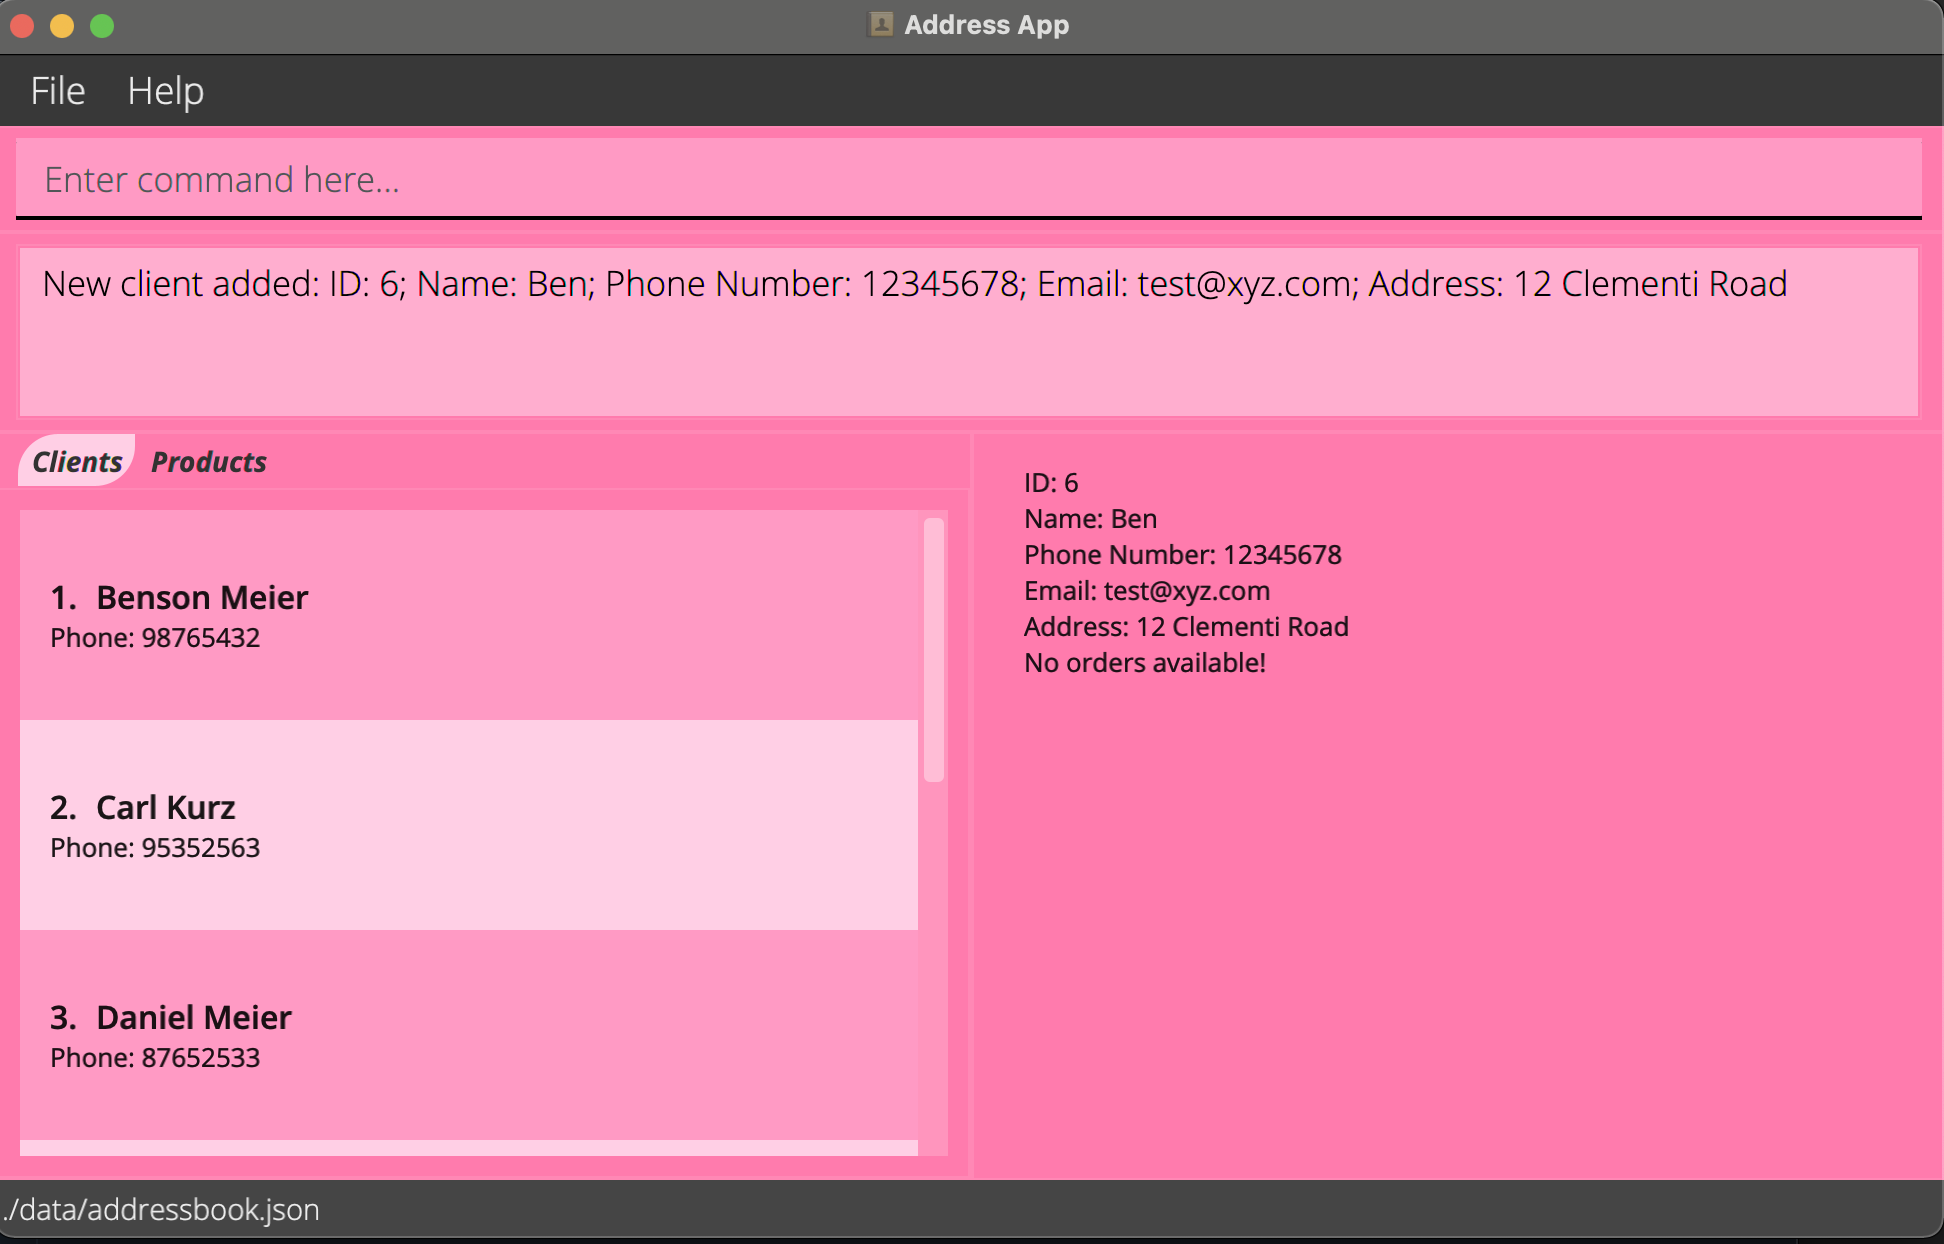 Address App
File Help
Enter command here...
New client added: ID: 6; Name: Ben; Phone Number: 12345678; Email: test@xyz.com; Address: 12 Clementi Road
Clients Products
1. Benson Meier
Phone: 98765432
2. Carl Kurz
Phone: 95352563
3. Daniel Meier
Phone: 87652533
ID: 6
Name: Ben
Phone Number: 12345678
Email: test@xyz.com
Address: 12 Clementi Road
No orders available!
./data/addressbook.json